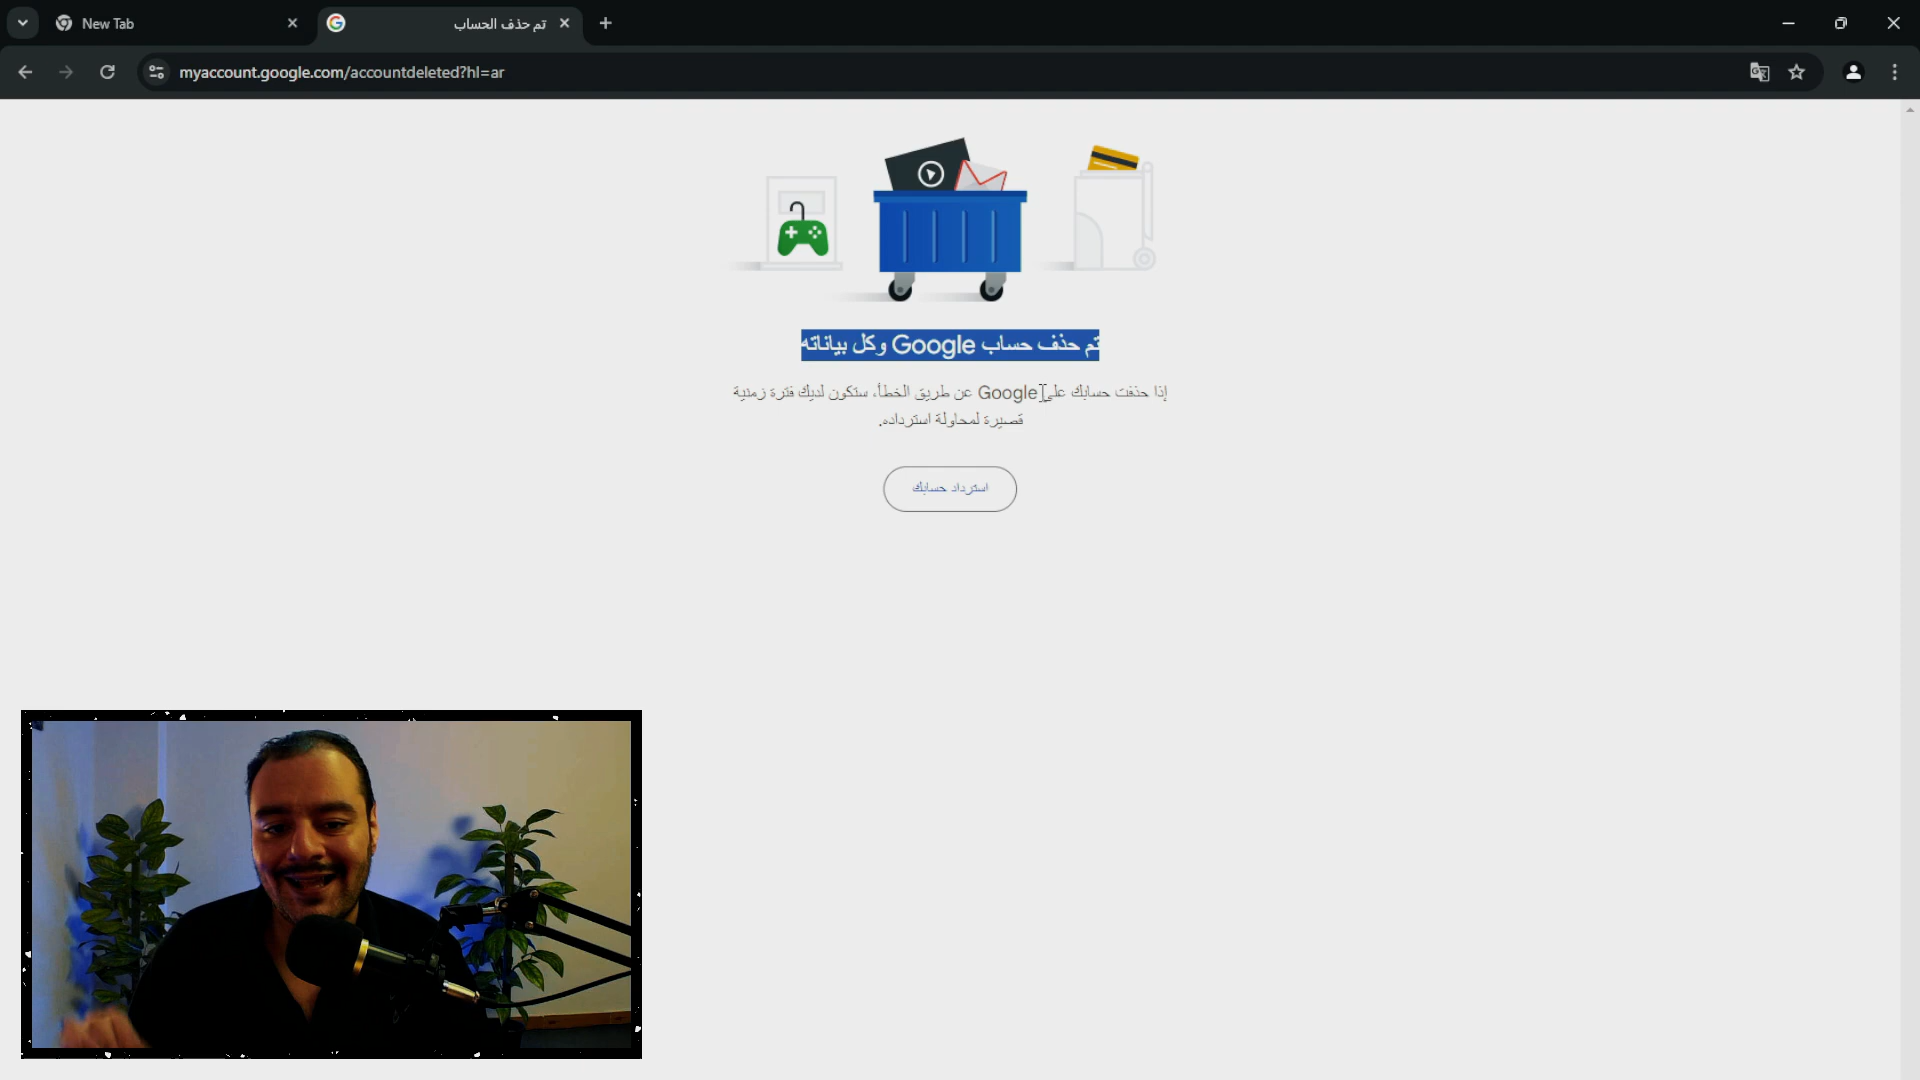 New Tab
تم حذف الحساب
myaccount.google.com/accountdeleted?hl=ar
تم حذف حساب Google وكل بياناته
إذا حذفت حسابك على Google عن طريق الخطأ، ستكون لديك فترة زمنية
قصيرة لمحاولة استرداده.
استرداد حسابك